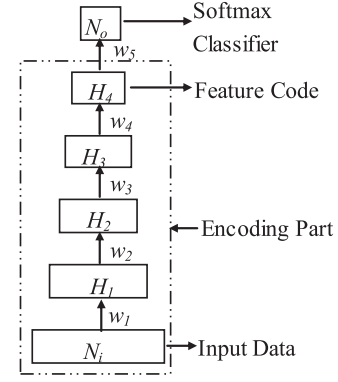 Softmax
N_o
Classifier
w_5
H_4
Feature Code
w_4
H_3
w_3
H_2
Encoding Part
w_2
H_1
w_1
N_i
Input Data